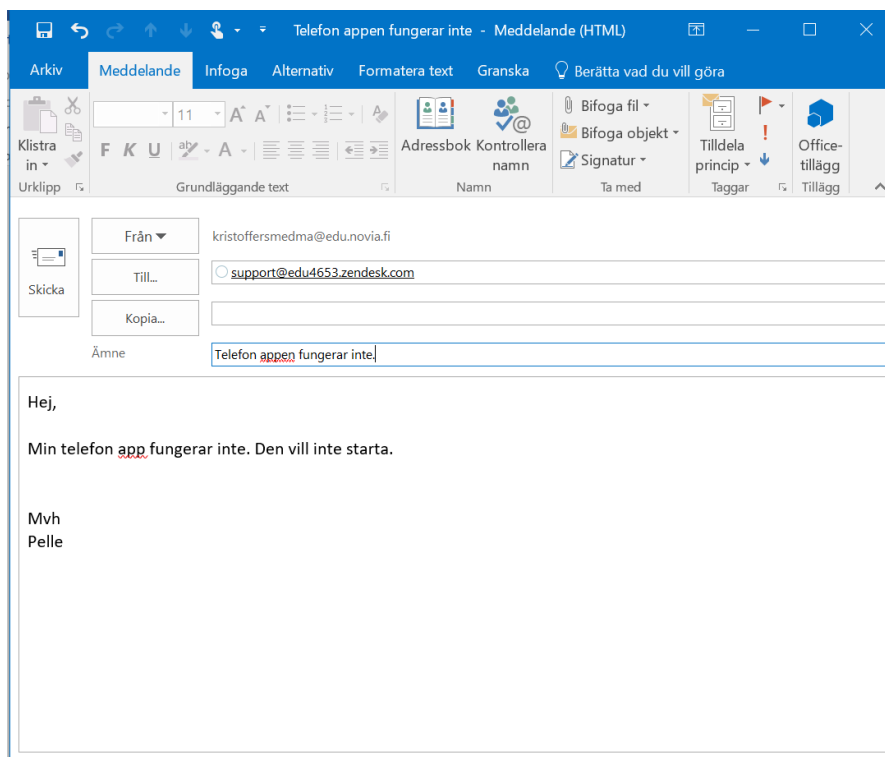 Telefon appen fungerar inte - Meddelande (HTML)
Arkiv Meddelande Infoga Alternativ Formatera text Granska Berätta vad du vill göra
Klistra in
Urklipp
11
F K U
Grundläggande text
Adressbok Kontrollera namn
Namn
Bifoga fil
Bifoga objekt
Signatur
Ta med
Tilldela princip
Taggar
Office-tillägg
Tillägg
Skicka
Från kristoffersmedma@edu.novia.fi
Till... support@edu4653.zendesk.com
Kopia...
Ämne Telefon appen fungerar inte.
Hej,
Min telefon app fungerar inte. Den vill inte starta.
Mvh
Pelle